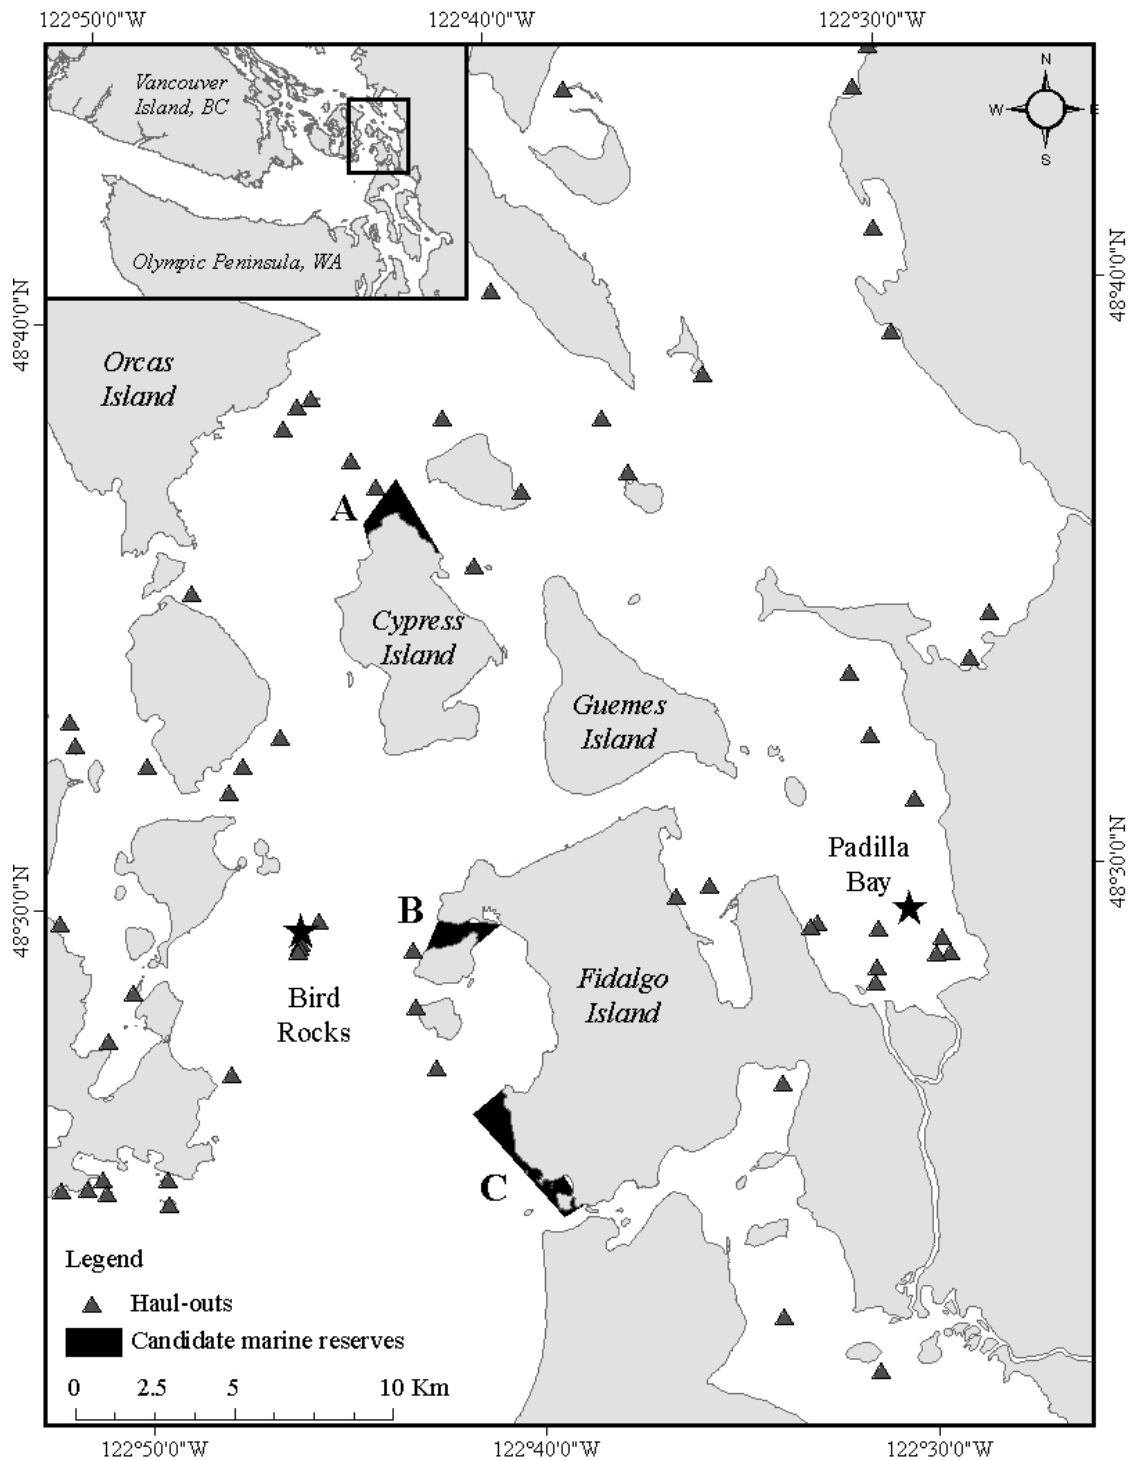 122°50'0"W
122°40'0"W
122°30'0"W
N
W
E
S
Vancouver
Island, BC
Olympic Peninsula, WA
48°40'0"N
48°40'0"N
Orcas
Island
A
Cypress
Island
Guemes
Island
Padilla
Bay
48°30'0"N
48°30'0"N
B
Bird
Rocks
Fidalgo
Island
C
Legend
Haul-outs
Candidate marine reserves
0 2.5 5 10 Km
122°50'0"W
122°40'0"W
122°30'0"W